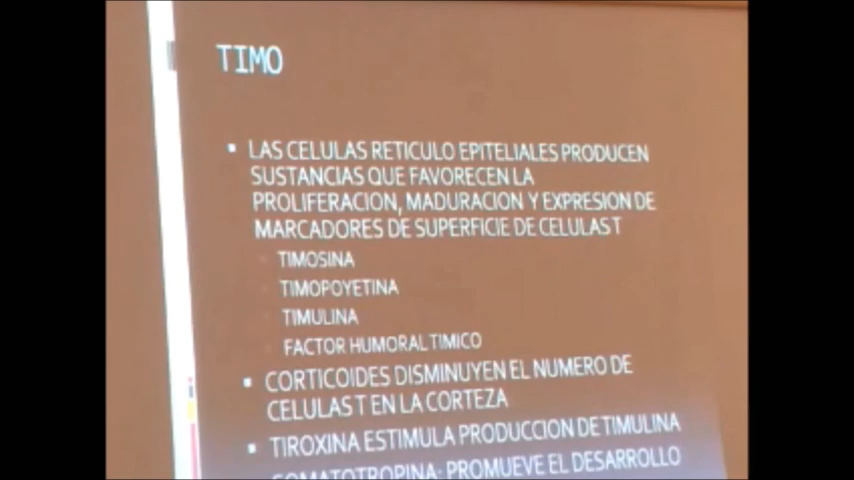 TIMO
LAS CELULAS RETICULO EPITELIALES PRODUCEN
SUSTANCIAS QUE FAVORECEN LA
PROLIFERACION, MADURACION Y EXPRESION DE
MARCADORES DE SUPERFICIE DE CELULAS T
TIMOSINA
TIMOPOYETINA
TIMULINA
FACTOR HUMORAL TIMICO
CORTICOIDES DISMINUYEN EL NUMERO DE
CELULAS T EN LA CORTEZA
TIROXINA ESTIMULA PRODUCCION DE TIMULINA
SOMATOTROPINA: PROMUEVE EL DESARROLLO